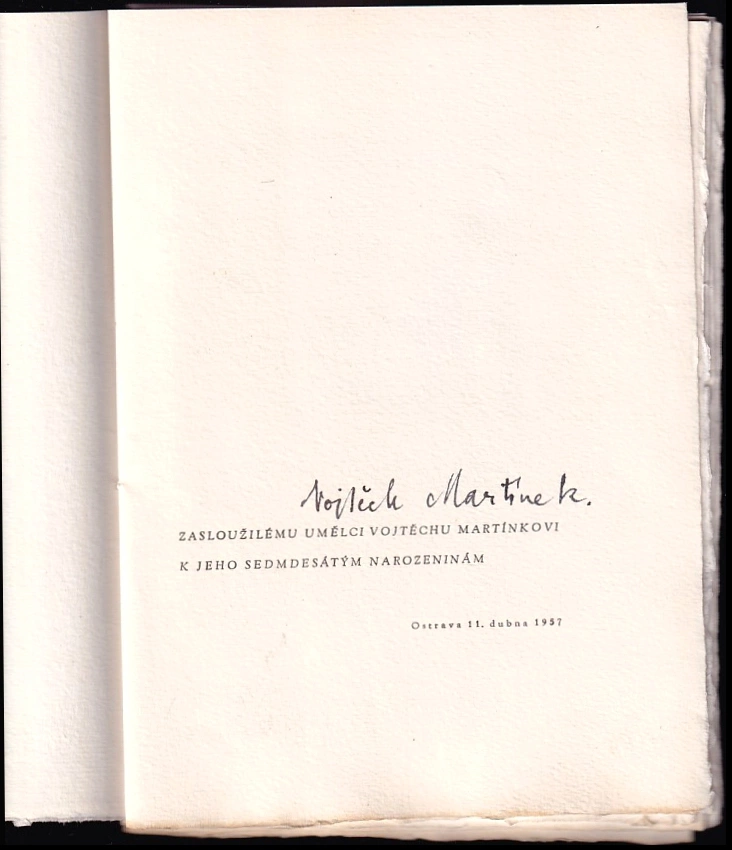 Vojtěch Martínek.
ZASLOUŽILÉMU UMĚLCI VOJTĚCHU MARTÍNKOVI
K JEHO SEDMDESÁTÝM NAROZENINÁM
Ostrava 11. dubna 1957